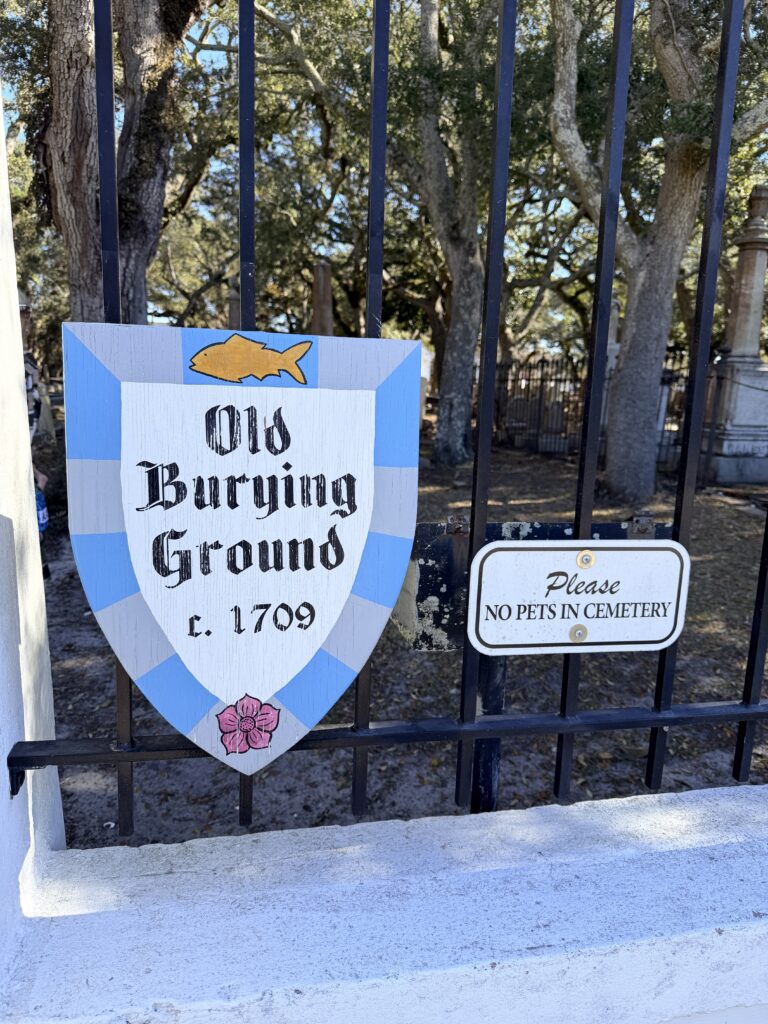 Old
Burying
Ground
c. 1709
Please
NO PETS IN CEMETERY